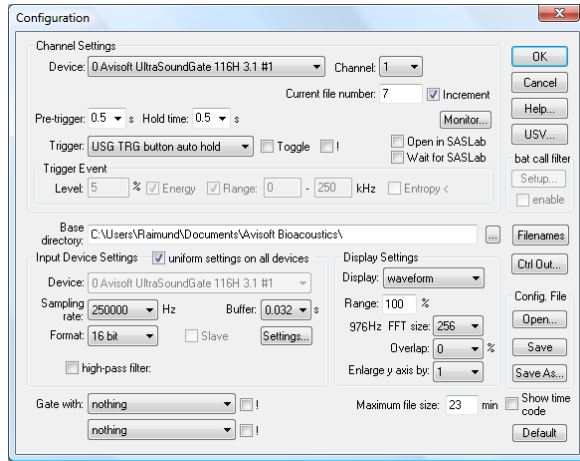 Configuration
Channel Settings
Device: 0 Avisoft UltraSoundGate 116H 3.1 #1 Channel: 1
OK
Cancel
Current file number: 7 Increment
Help...
Pre-trigger: 0.5 s Hold time: 0.5 s Monitor...
USV...
Trigger: USG TRG button auto hold Toggle ! Open in SASLab
Wait for SASLab
bat call filter
Trigger Event
Setup...
Level: 5 % Energy Range: 0 - 250 kHz Entropy <
enable
Base directory: C:\Users\Raimund\Documents\Avisoft Bioacoustics\ ... Filenames
Input Device Settings uniform settings on all devices
Display Settings
Ctrl Out...
Device: 0 Avisoft UltraSoundGate 116H 3.1 #1
Display: waveform
Config. File
Sampling rate: 250000 Hz Buffer: 0.032 s
Range: 100 %
Open...
Format: 16 bit Slave Settings...
976Hz FFT size: 256
Overlap: 0 %
Save
high-pass filter:
Enlarge y axis by: 1
Save As...
Gate with: nothing !
Maximum file size: 23 min
Show time code
nothing !
Default